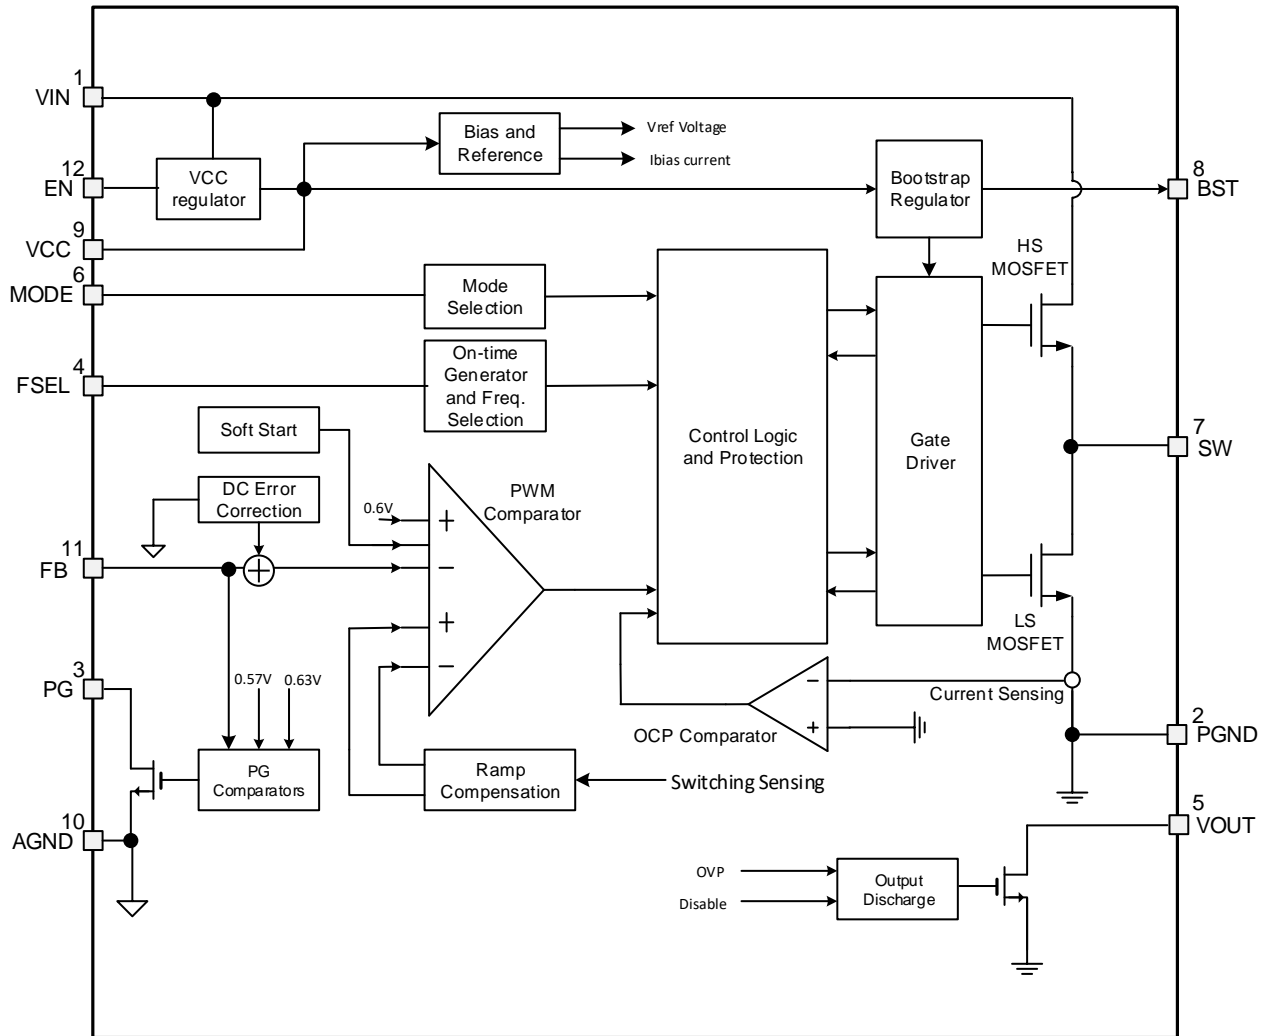 1
VIN
12
EN
9
VCC
6
MODE
4
FSEL
11
FB
3
PG
10
AGND
VCC
regulator
Bias and
Reference
Vref Voltage
Ibias current
Bootstrap
Regulator
8
BST
HS
MOSFET
Mode
Selection
On-time
Generator
and Freq.
Selection
Soft Start
DC Error
Correction
0.6V
PWM
Comparator
+
−
+
−
Control Logic
and Protection
Gate
Driver
7
SW
LS
MOSFET
Current Sensing
−
+
OCP Comparator
2
PGND
0.57V
0.63V
PG
Comparators
Ramp
Compensation
Switching Sensing
5
VOUT
OVP
Disable
Output
Discharge